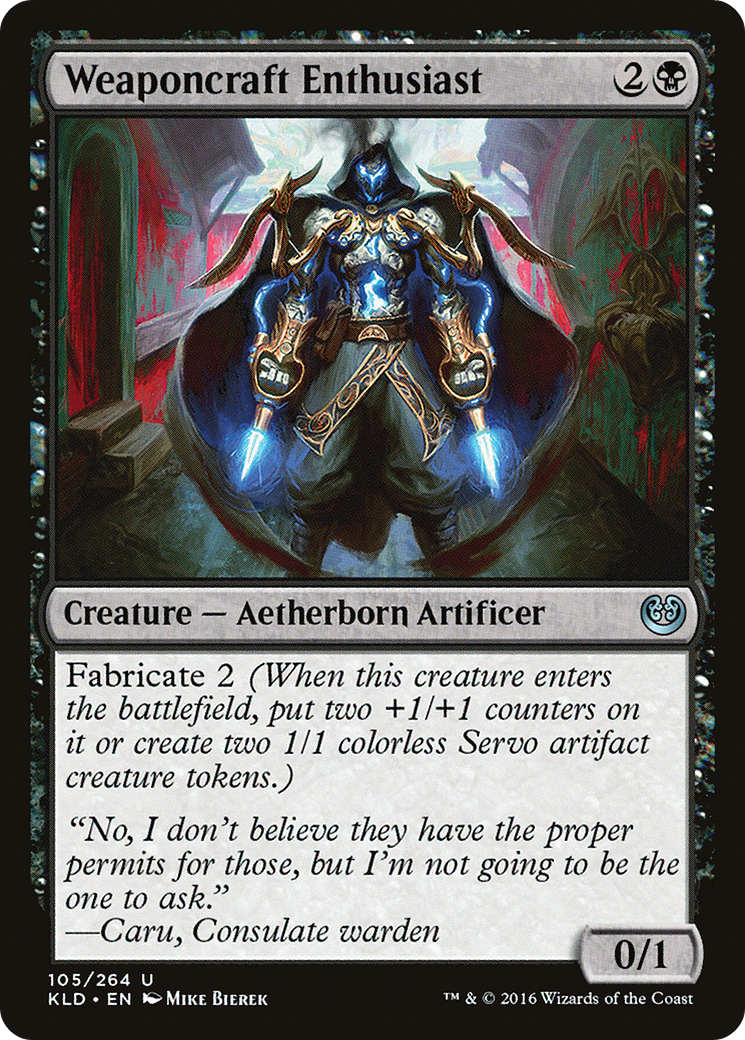 Weaponcraft Enthusiast 2
Creature — Aetherborn Artificer
Fabricate 2 (When this creature enters
the battlefield, put two +1/+1 counters on
it or create two 1/1 colorless Servo artifact
creature tokens.)
“No, I don’t believe they have the proper
permits for those, but I’m not going to be the
one to ask.”
—Caru, Consulate warden
0/1
105/264 U
KLD • EN Mike Bierek
™ & © 2016 Wizards of the Coast